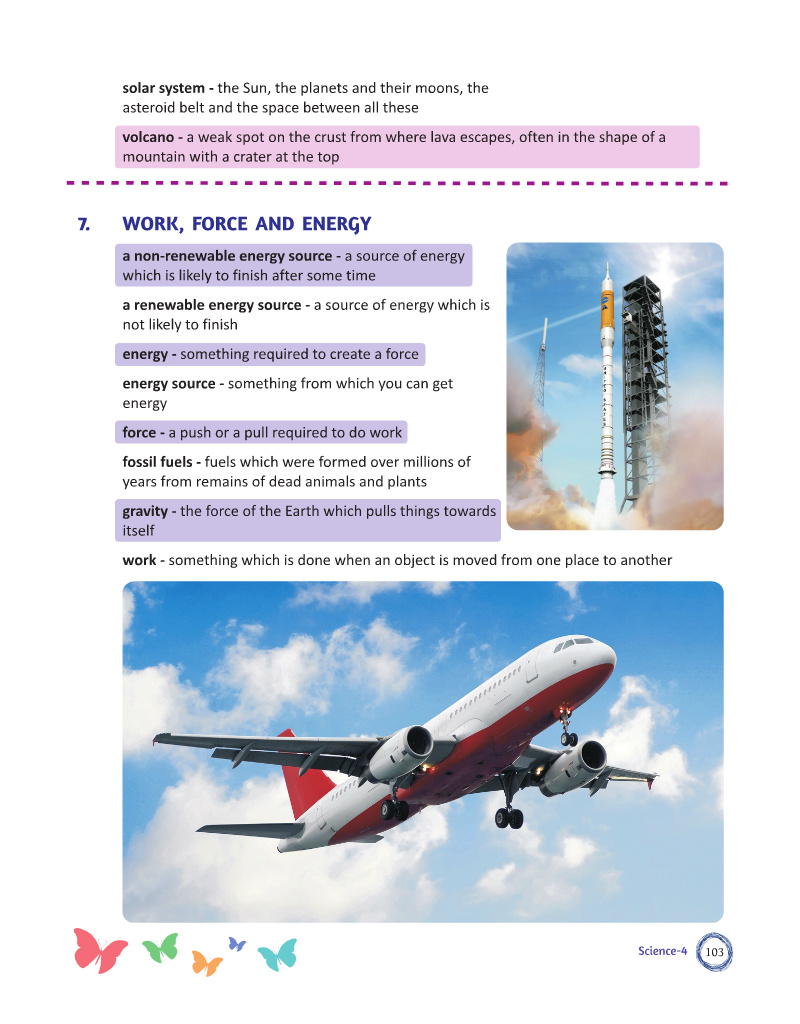 solar system - the Sun, the planets and their moons, the
asteroid belt and the space between all these
volcano - a weak spot on the crust from where lava escapes, often in the shape of a
mountain with a crater at the top
7. WORK, FORCE AND ENERGY
a non-renewable energy source - a source of energy
which is likely to finish after some time
a renewable energy source - a source of energy which is
not likely to finish
energy - something required to create a force
energy source - something from which you can get
energy
force - a push or a pull required to do work
fossil fuels - fuels which were formed over millions of
years from remains of dead animals and plants
gravity - the force of the Earth which pulls things towards
itself
work - something which is done when an object is moved from one place to another
Science-4 103